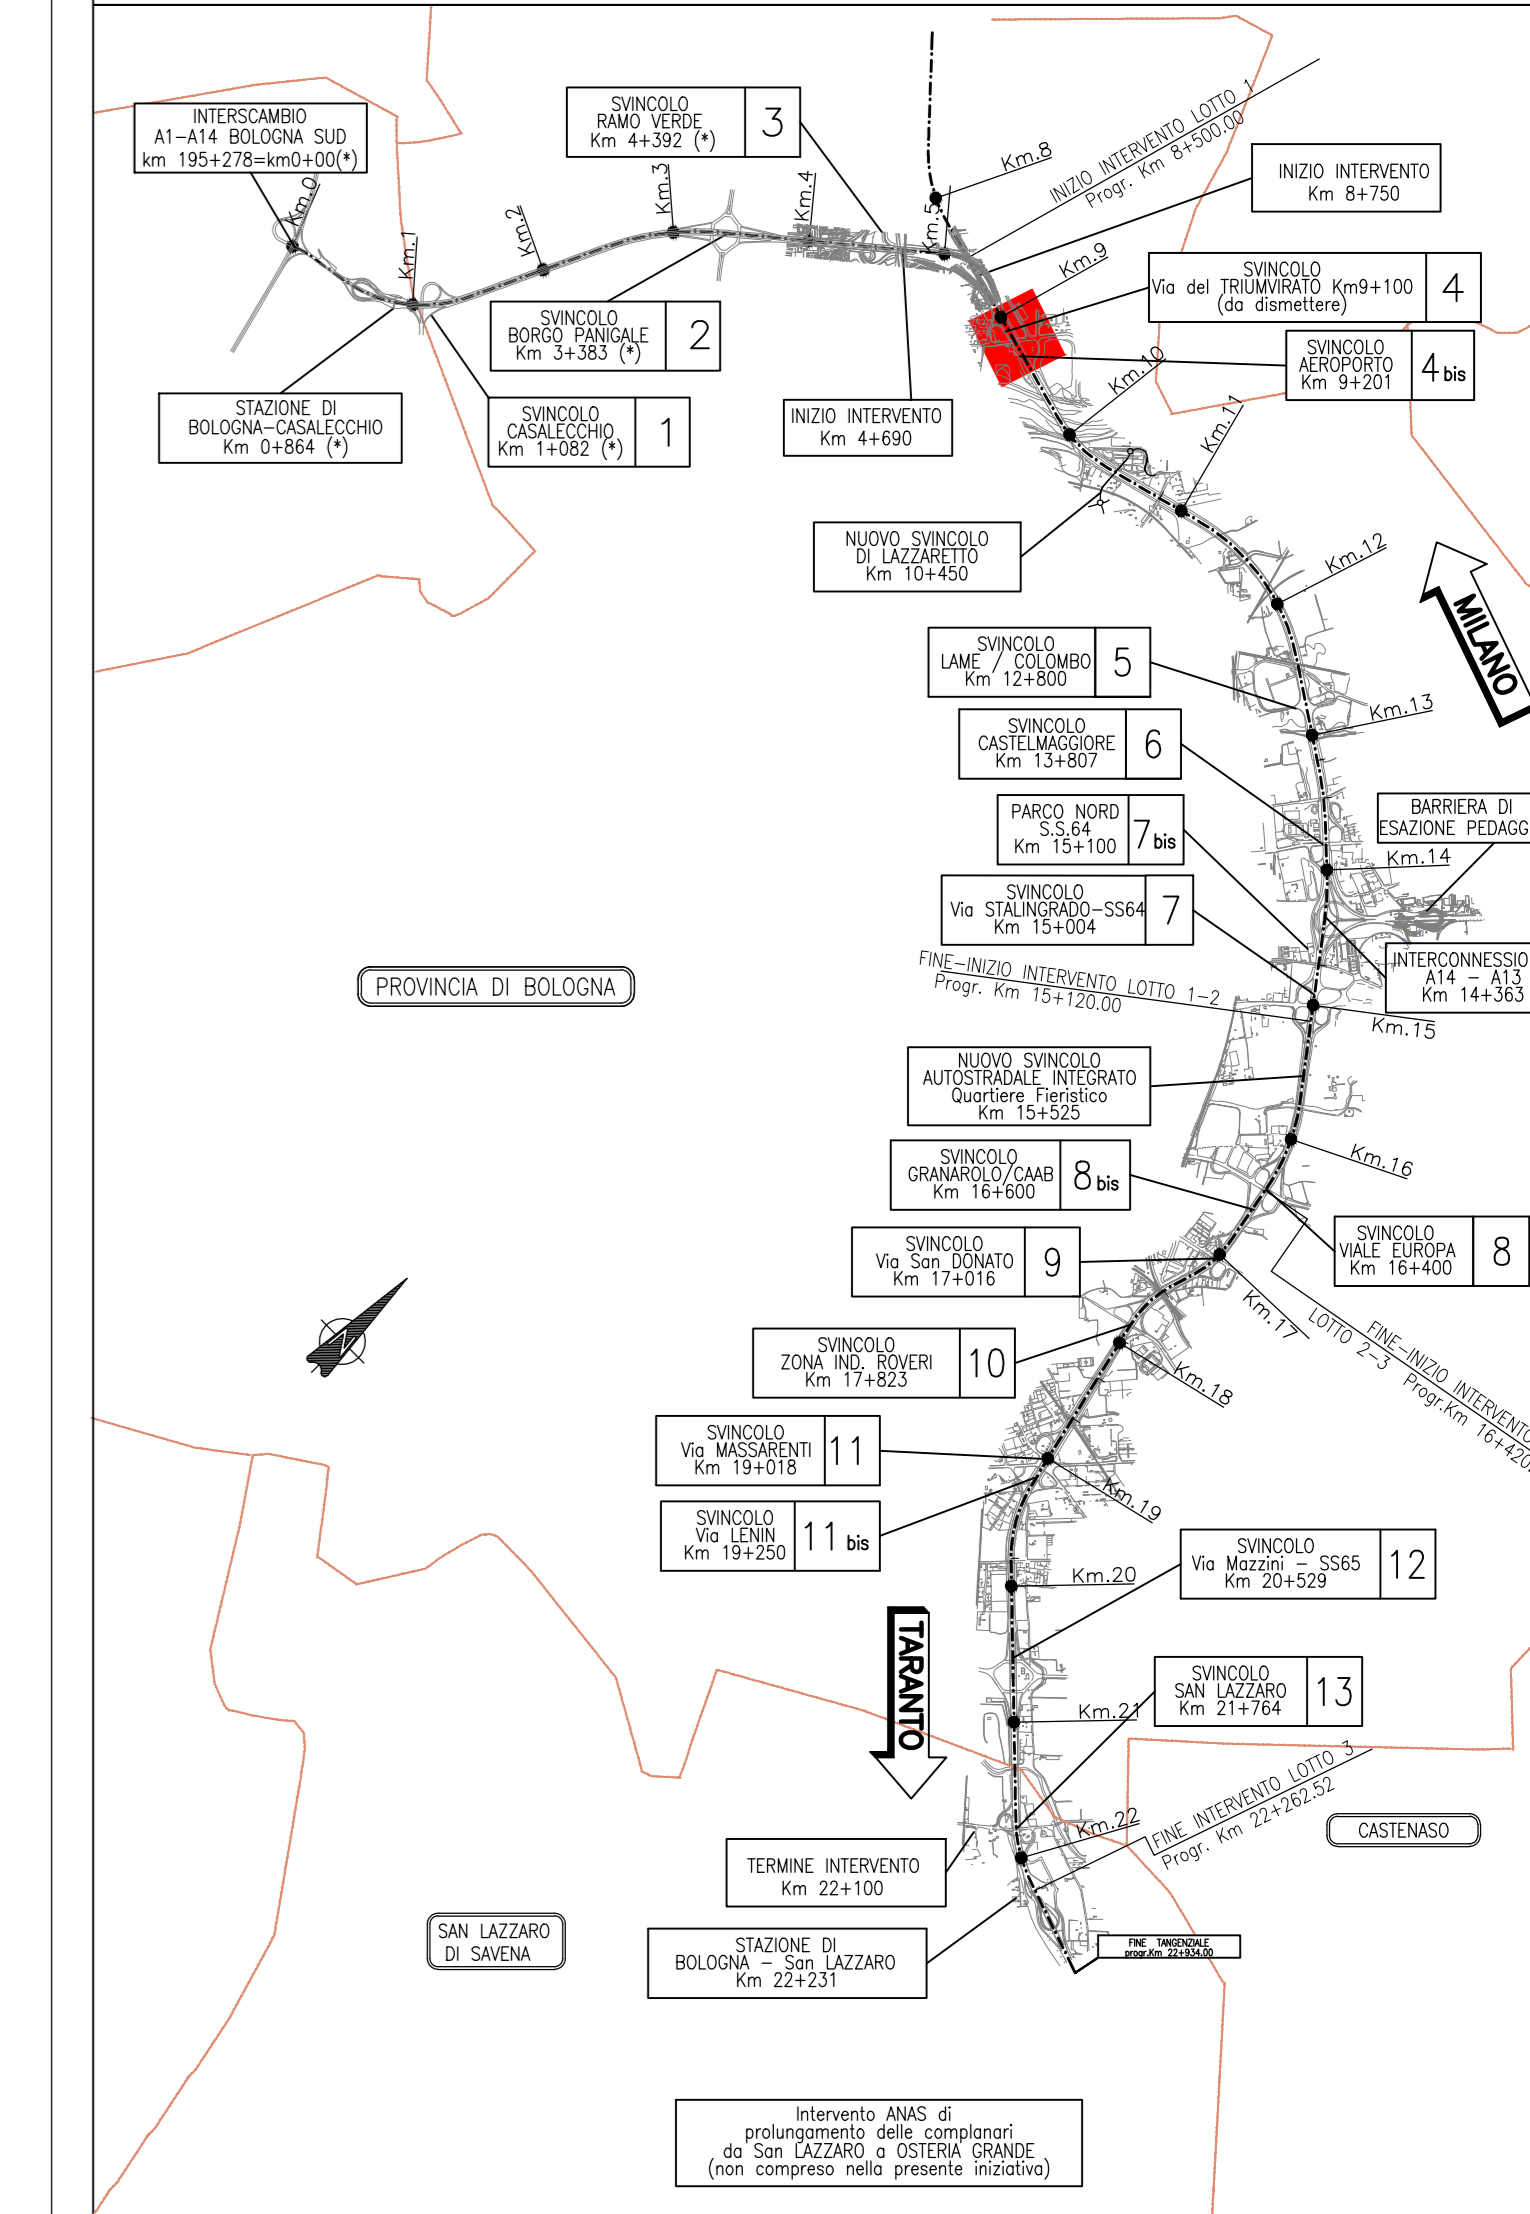 INTERSCAMBIO
A1-A14 BOLOGNA SUD
km 195+278=km0+00(*)
SVINCOLO
RAMO VERDE
Km 4+392 (*)
3
Km.0
Km.1
Km.2
Km.3
Km.4
Km.5
Km.8
INIZIO INTERVENTO LOTTO 1
Progr. Km 8+500.00
INIZIO INTERVENTO
Km 8+750
Km.9
SVINCOLO
Via del TRIUMVIRATO Km9+100
(da dismettere)
4
SVINCOLO
BORGO PANIGALE
Km 3+383 (*)
2
SVINCOLO
AEROPORTO
Km 9+201
4 bis
STAZIONE DI
BOLOGNA-CASALECCHIO
Km 0+864 (*)
SVINCOLO
CASALECCHIO
Km 1+082 (*)
1
INIZIO INTERVENTO
Km 4+690
Km.10
Km.11
NUOVO SVINCOLO
DI LAZZARETTO
Km 10+450
Km.12
MILANO
SVINCOLO
LAME / COLOMBO
Km 12+800
5
Km.13
SVINCOLO
CASTELMAGGIORE
Km 13+807
6
PARCO NORD
S.S.64
Km 15+100
7 bis
BARRIERA DI
ESAZIONE PEDAGG
Km.14
SVINCOLO
Via STALINGRADO-SS64
Km 15+004
7
INTERCONNESSIO
A14 - A13
Km 14+363
FINE-INIZIO INTERVENTO LOTTO 1-2
Progr. Km 15+120.00
Km.15
PROVINCIA DI BOLOGNA
NUOVO SVINCOLO
AUTOSTRADALE INTEGRATO
Quartiere Fieristico
Km 15+525
Km.16
SVINCOLO
GRANAROLO/CAAB
Km 16+600
8 bis
SVINCOLO
VIALE EUROPA
Km 16+400
8
SVINCOLO
Via San DONATO
Km 17+016
9
Km.17
FINE-INIZIO INTERVENTO
LOTTO 2-3 Progr.Km 16+420.
SVINCOLO
ZONA IND. ROVERI
Km 17+823
10
Km.18
SVINCOLO
Via MASSARENTI
Km 19+018
11
Km.19
SVINCOLO
Via LENIN
Km 19+250
11 bis
Km.20
SVINCOLO
Via Mazzini - SS65
Km 20+529
12
TARANTO
SVINCOLO
SAN LAZZARO
Km 21+764
13
Km.21
FINE INTERVENTO LOTTO 3
Progr. Km 22+262.52
Km.22
CASTENASO
TERMINE INTERVENTO
Km 22+100
SAN LAZZARO
DI SAVENA
STAZIONE DI
BOLOGNA - San LAZZARO
Km 22+231
FINE TANGENZIALE
progr.Km 22+934.00
Intervento ANAS di
prolungamento delle complanari
da San LAZZARO a OSTERIA GRANDE
(non compreso nella presente iniziativa)